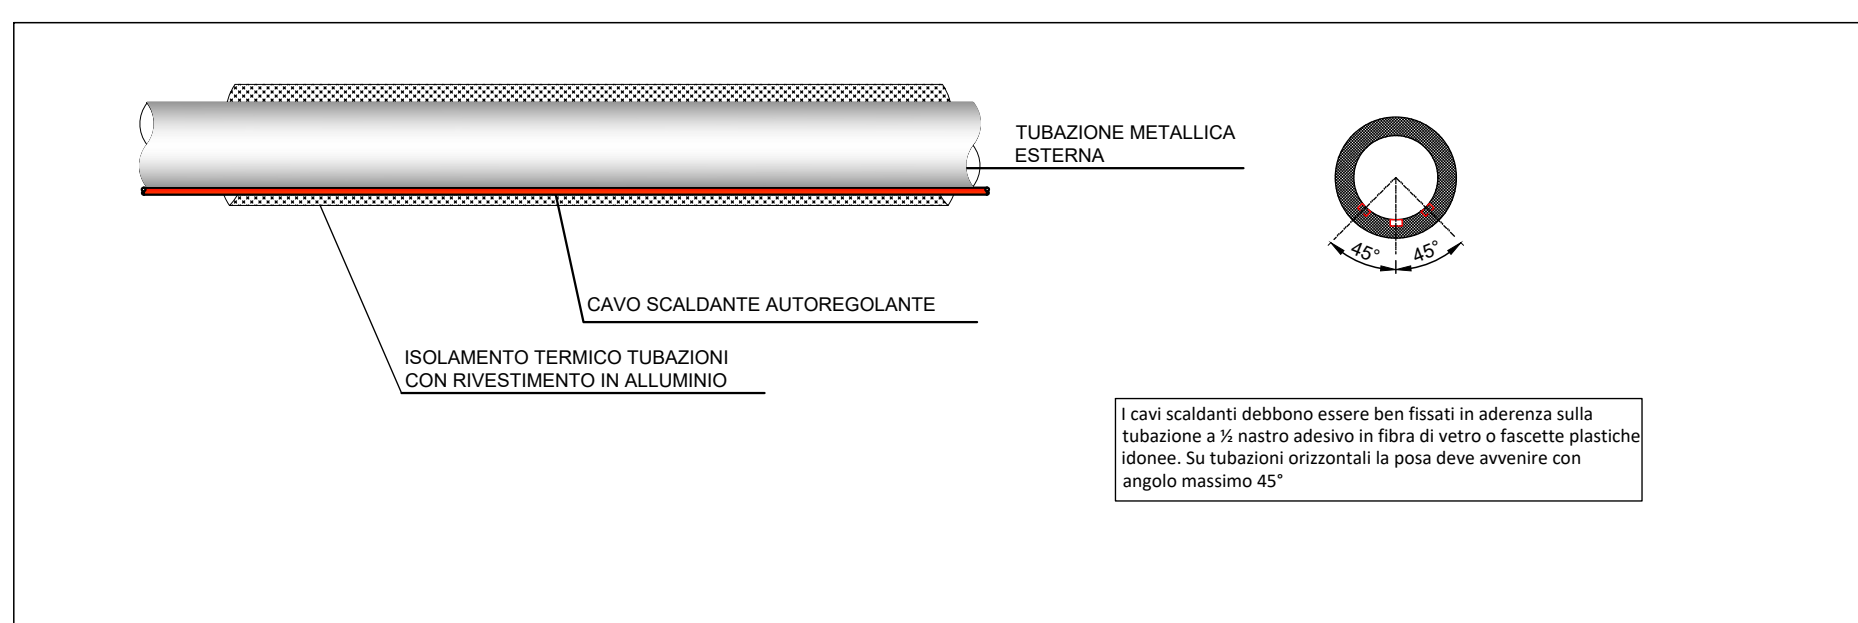 TUBAZIONE METALLICA
ESTERNA
45°
45°
CAVO SCALDANTE AUTOREGOLANTE
ISOLAMENTO TERMICO TUBAZIONI
CON RIVESTIMENTO IN ALLUMINIO
I cavi scaldanti debbono essere ben fissati in aderenza sulla
tubazione a ½ nastro adesivo in fibra di vetro o fascette plastiche
idonee. Su tubazioni orizzontali la posa deve avvenire con
angolo massimo 45°